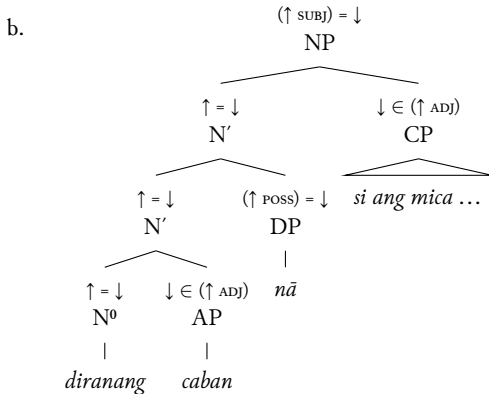 b.
(↑ SUBJ) = ↓
NP
↑ = ↓ ↓ ∈ (↑ ADJ)
N′ CP
↑ = ↓ (↑ POSS) = ↓ si ang mica …
N′ DP
↑ = ↓ ↓ ∈ (↑ ADJ) nā
N⁰ AP
diranang caban